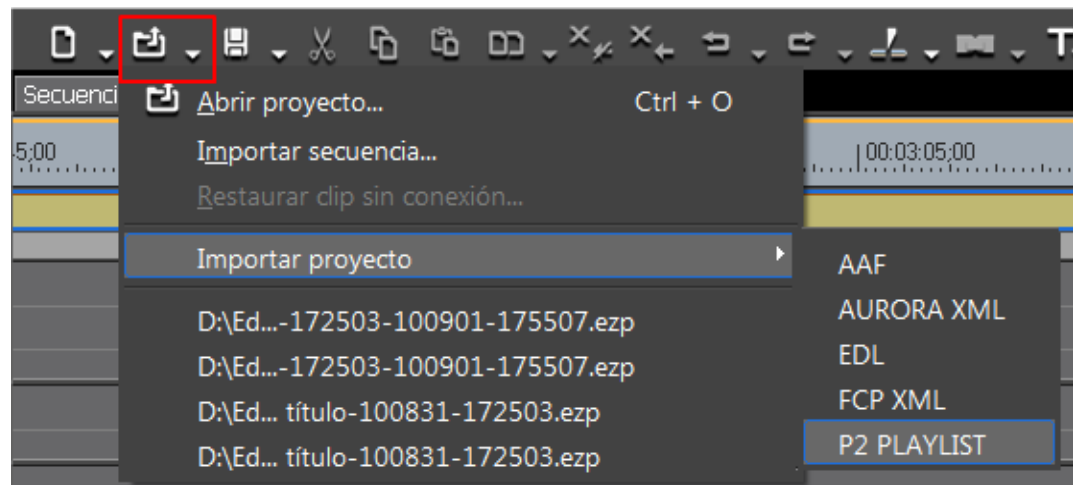 T
Secuenci
Abrir proyecto... Ctrl + O
5;00
Importar secuencia...
00:03:05;00
Restaurar clip sin conexión...
Importar proyecto
AAF
AURORA XML
EDL
FCP XML
P2 PLAYLIST
D:\Ed...-172503-100901-175507.ezp
D:\Ed...-172503-100901-175507.ezp
D:\Ed... título-100831-172503.ezp
D:\Ed... título-100831-172503.ezp